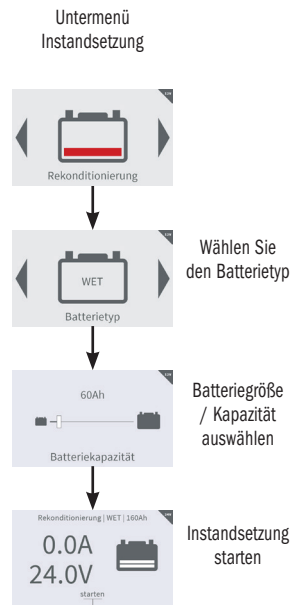 Untermenü
Instandsetzung
Rekonditionierung
WET
Batterietyp
Wählen Sie
den Batterietyp
60Ah
Batteriekapazität
Batteriegröße
/ Kapazität
auswählen
Rekonditionierung | WET | 160Ah
0.0A
24.0V
starten
Instandsetzung
starten